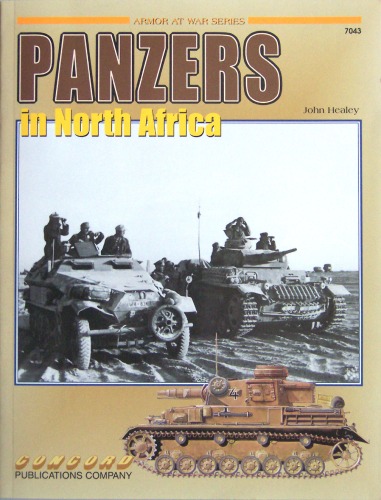 ARMOR AT WAR SERIES
7043
PANZERS
John Healey
in North Africa
CONCORD
PUBLICATIONS COMPANY